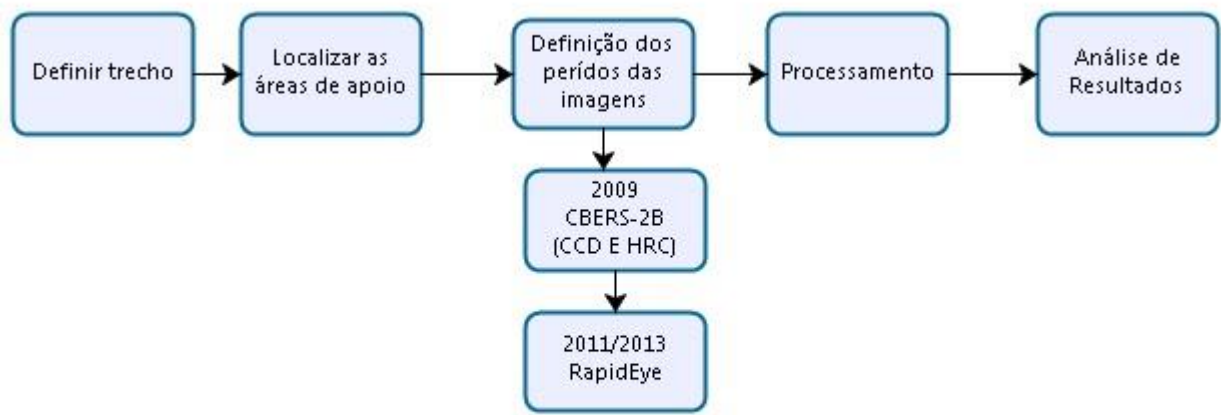 Definir trecho
Localizar as
áreas de apoio
Definição dos
perídos das
imagens
Processamento
Análise de
Resultados
2009
CBERS-2B
(CCD E HRC)
2011/2013
RapidEye